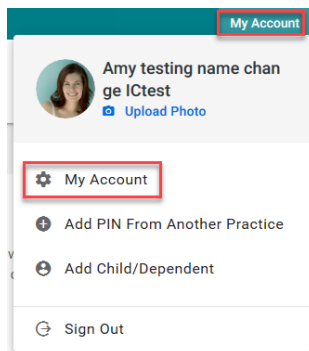 My Account
Amy testing name chan
ge ICtest
Upload Photo
My Account
Add PIN From Another Practice
Add Child/Dependent
Sign Out